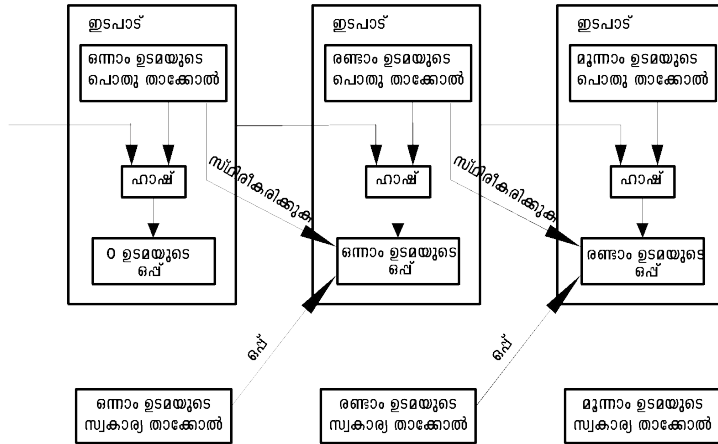 ഇടപാട്
ഒന്നാം ഉടമയുടെ
പൊതു താക്കോൽ
ഹാഷ്
0 ഉടമയുടെ
ഒപ്പ്
സ്ഥിരീകരിക്കുക
ഒപ്പ്
ഒന്നാം ഉടമയുടെ
സ്വകാര്യ താക്കോൽ
ഇടപാട്
രണ്ടാം ഉടമയുടെ
പൊതു താക്കോൽ
ഹാഷ്
ഒന്നാം ഉടമയുടെ
ഒപ്പ്
സ്ഥിരീകരിക്കുക
ഒപ്പ്
രണ്ടാം ഉടമയുടെ
സ്വകാര്യ താക്കോൽ
ഇടപാട്
മൂന്നാം ഉടമയുടെ
പൊതു താക്കോൽ
ഹാഷ്
രണ്ടാം ഉടമയുടെ
ഒപ്പ്
മൂന്നാം ഉടമയുടെ
സ്വകാര്യ താക്കോൽ